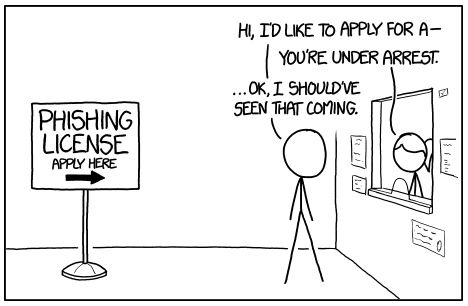 HI, I'D LIKE TO APPLY FOR A—
YOU'RE UNDER ARREST.
...OK, I SHOULD'VE
SEEN THAT COMING.
PHISHING
LICENSE
APPLY HERE